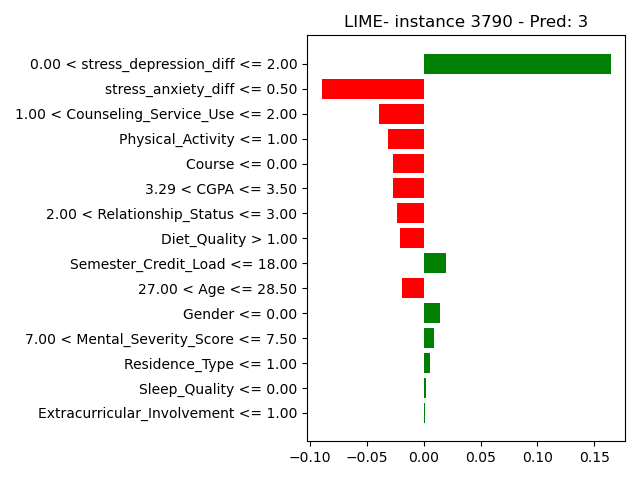 LIME- instance 3790 - Pred: 3
0.00 < stress_depression_diff <= 2.00
stress_anxiety_diff <= 0.50
1.00 < Counseling_Service_Use <= 2.00
Physical_Activity <= 1.00
Course <= 0.00
3.29 < CGPA <= 3.50
2.00 < Relationship_Status <= 3.00
Diet_Quality > 1.00
Semester_Credit_Load <= 18.00
27.00 < Age <= 28.50
Gender <= 0.00
7.00 < Mental_Severity_Score <= 7.50
Residence_Type <= 1.00
Sleep_Quality <= 0.00
Extracurricular_Involvement <= 1.00
−0.10 −0.05 0.00 0.05 0.10 0.15